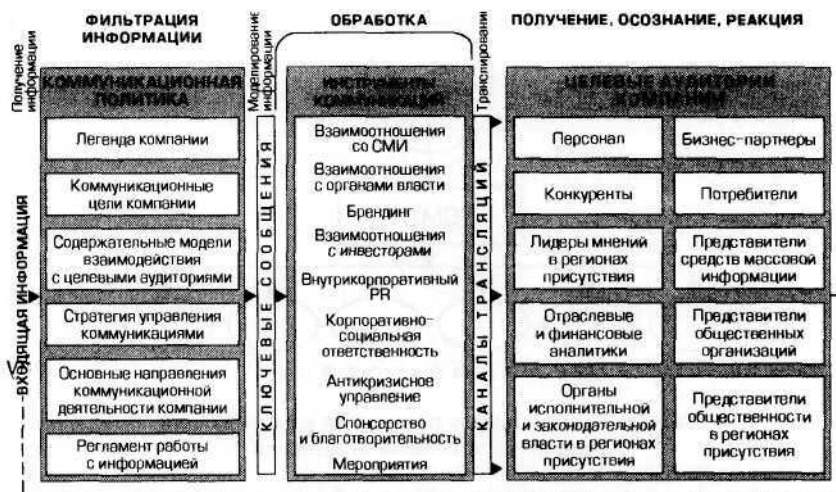 ФИЛЬТРАЦИЯ
ИНФОРМАЦИИ
ОБРАБОТКА
ПОЛУЧЕНИЕ, ОСОЗНАНИЕ, РЕАКЦИЯ
Получение
информации
ВХОДЯЩАЯ ИНФОРМАЦИЯ
КОММУНИКАЦИОННАЯ
ПОЛИТИКА
Легенда компании
Коммуникационные
цели компании
Содержательные модели
взаимодействия
с целевыми аудиториями
Стратегия управления
коммуникациями
Основные направления
коммуникационной
деятельности компании
Регламент работы
с информацией
Моделирование
информации
КЛЮЧЕВЫЕ СООБЩЕНИЯ
ИНСТРУМЕНТЫ
КОММУНИКАЦИЙ
Взаимоотношения
со СМИ
Взаимоотношения
с органами власти
Брендинг
Взаимоотношения
с инвесторами
Внутрикорпоративный
PR
Корпоративно-
социальная
ответственность
Антикризисное
управление
Спонсорство
и благотворительность
Мероприятия
Транслирование
КАНАЛЫ ТРАНСЛЯЦИЙ
ЦЕЛЕВЫЕ АУДИТОРИИ
КОМПАНИИ
Персонал
Бизнес-партнеры
Конкуренты
Потребители
Лидеры мнений
в регионах
присутствия
Представители
средств массовой
информации
Отраслевые
и финансовые
аналитики
Представители
общественных
организаций
Органы
исполнительной
и законодательной
власти в регионах
присутствия
Представители
общественности
в регионах
присутствия